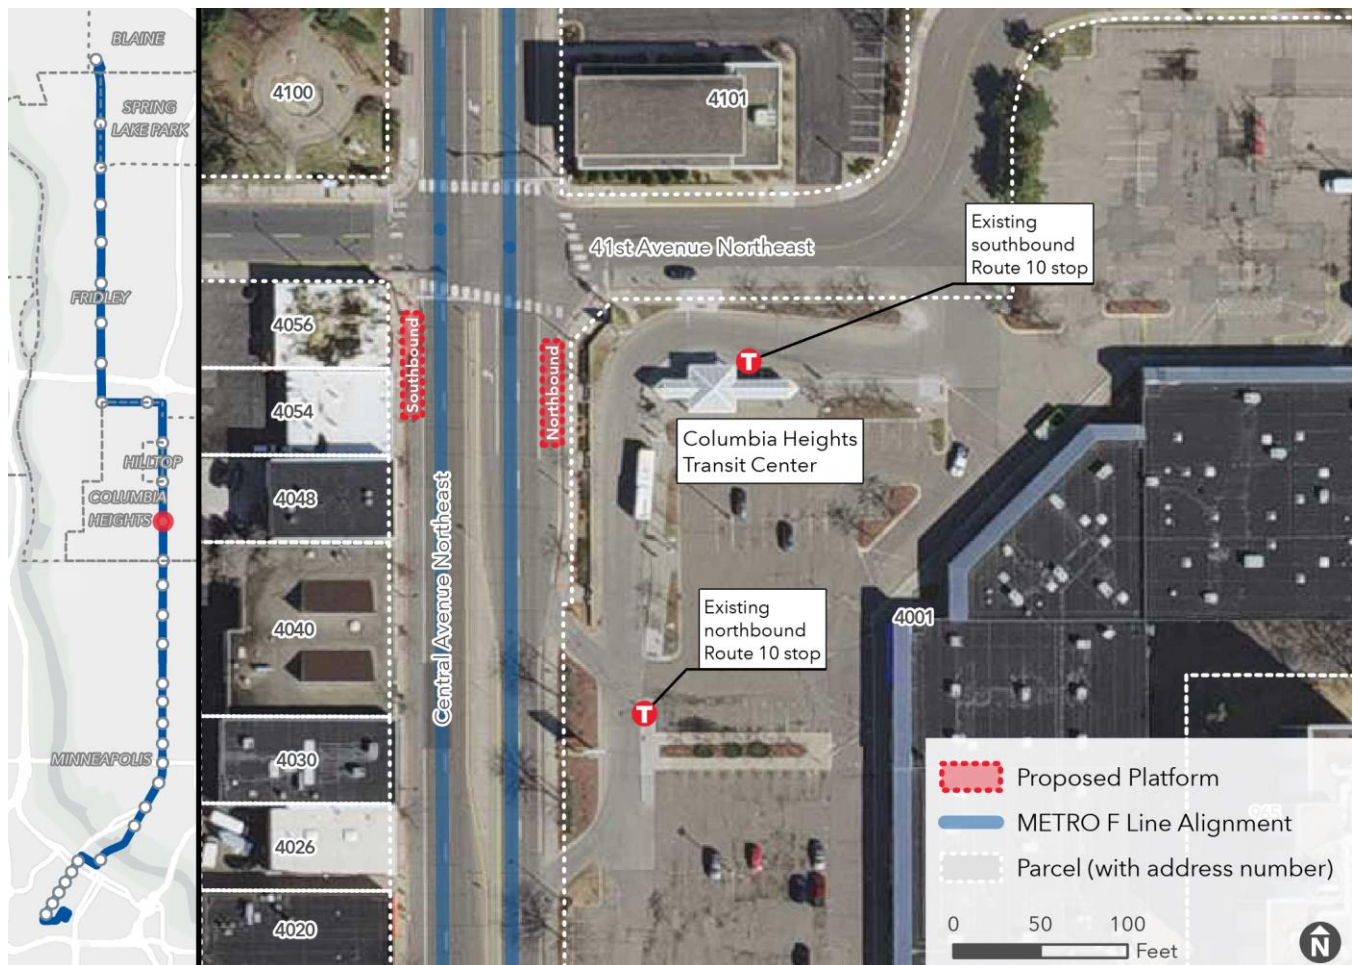 BLAINE
SPRING
LAKE PARK
FRIDLEY
HILLTOP
COLUMBIA
HEIGHTS
MINNEAPOLIS
4100
4101
41st Avenue Northeast
Existing
southbound
Route 10 stop
4056
Southbound
Northbound
T
4054
Columbia Heights
Transit Center
4048
Central Avenue Northeast
4040
Existing
northbound
Route 10 stop
4001
T
4030
4026
4020
Proposed Platform
METRO F Line Alignment
Parcel (with address number)
0 50 100
Feet
N